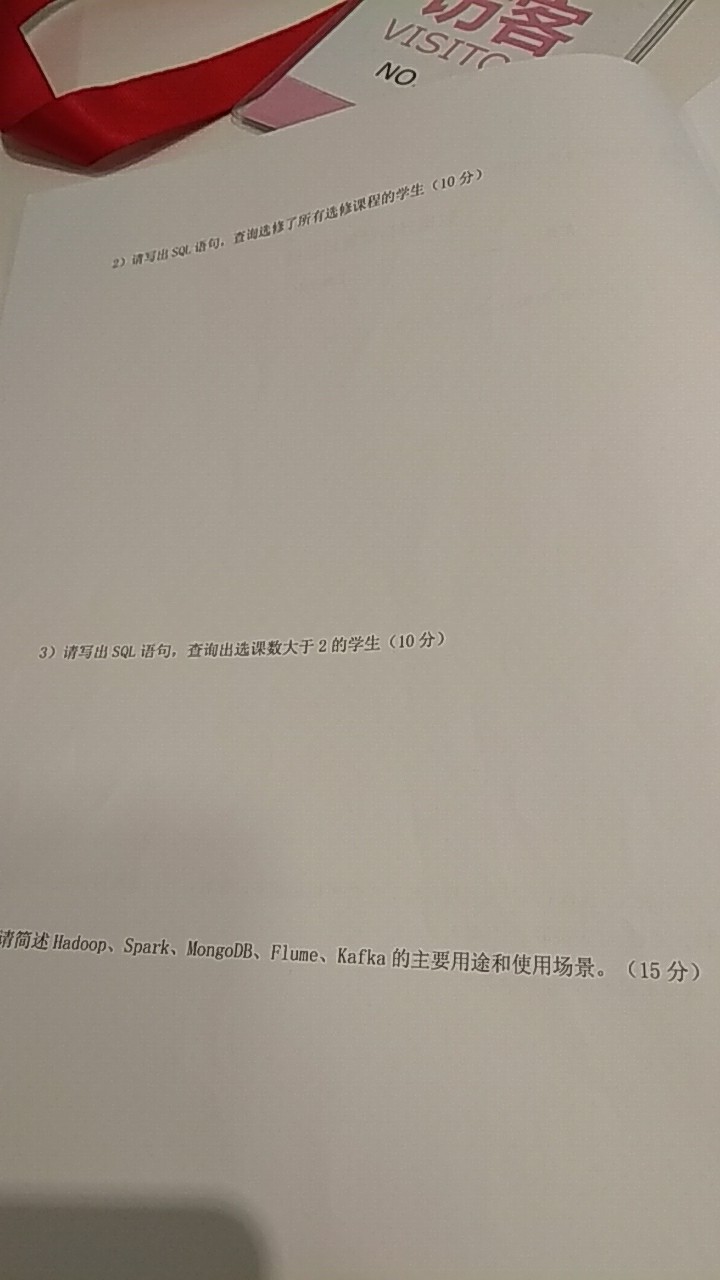 访客
VISITO
NO.
2）请写出 SQL 语句，查询选修了所有选修课程的学生（10 分）
3）请写出 SQL 语句，查询出选课数大于 2 的学生（10 分）
请简述 Hadoop、Spark、MongoDB、Flume、Kafka 的主要用途和使用场景。（15 分）